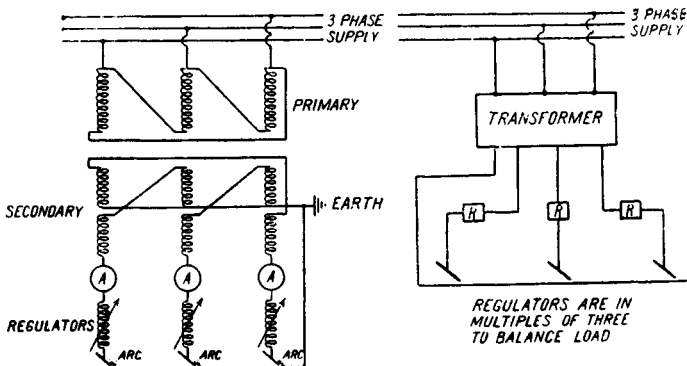 3 PHASE
SUPPLY
PRIMARY
SECONDARY
EARTH
A
A
A
REGULATORS
ARC
ARC
ARC
3 PHASE
SUPPLY
TRANSFORMER
R
R
R
REGULATORS ARE IN
MULTIPLES OF THREE
TO BALANCE LOAD